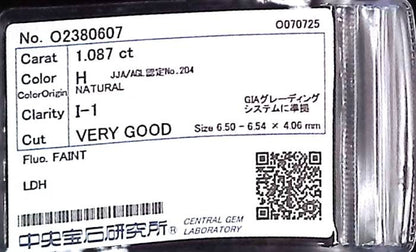 No. O2380607 O070725
Carat 1.087 ct
Color H JJA/AGL認定No.204
ColorOrigin NATURAL
Clarity I-1 GIAグレーディングシステムに準拠
Cut VERY GOOD Size 6.50 - 6.54 × 4.06 mm
Fluo. FAINT
LDH
中央宝石研究所® CENTRAL GEM LABORATORY